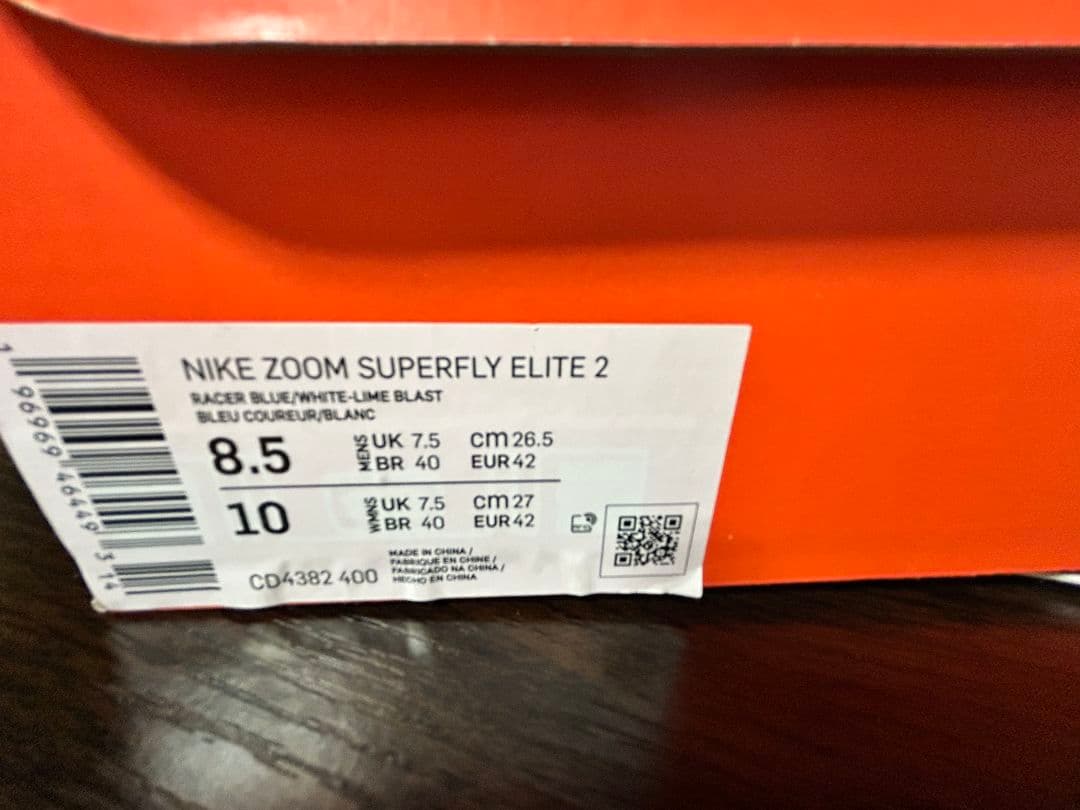 NIKE ZOOM SUPERFLY ELITE 2
RACER BLUE/WHITE-LIME BLAST
BLEU COUREUR/BLANC
8.5 MENS UK 7.5 cm 26.5
BR 40 EUR 42
10 WMNS UK 7.5 cm 27
BR 40 EUR 42
MADE IN CHINA /
FABRIQUE EN CHINE /
FABRICADO NA CHINA /
HECHO EN CHINA
CD4382 400